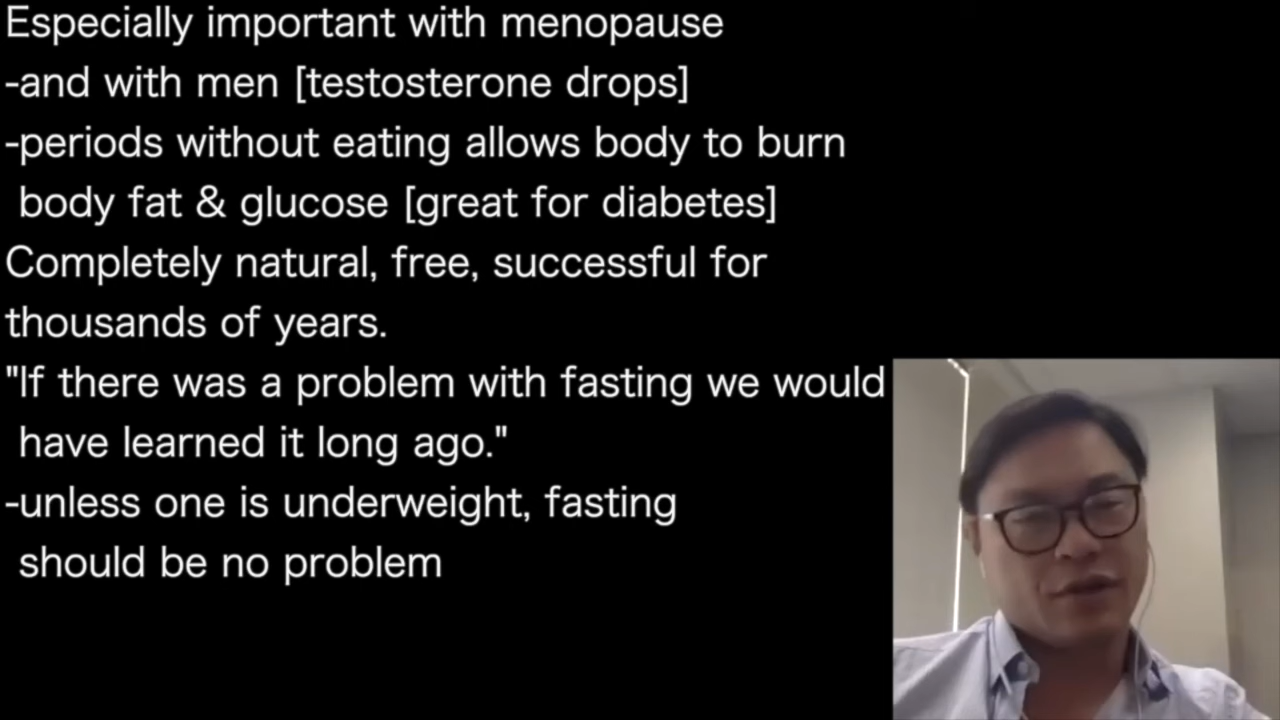 Especially important with menopause
-and with men [testosterone drops]
-periods without eating allows body to burn
body fat & glucose [great for diabetes]
Completely natural, free, successful for
thousands of years.
"If there was a problem with fasting we would
have learned it long ago."
-unless one is underweight, fasting
should be no problem